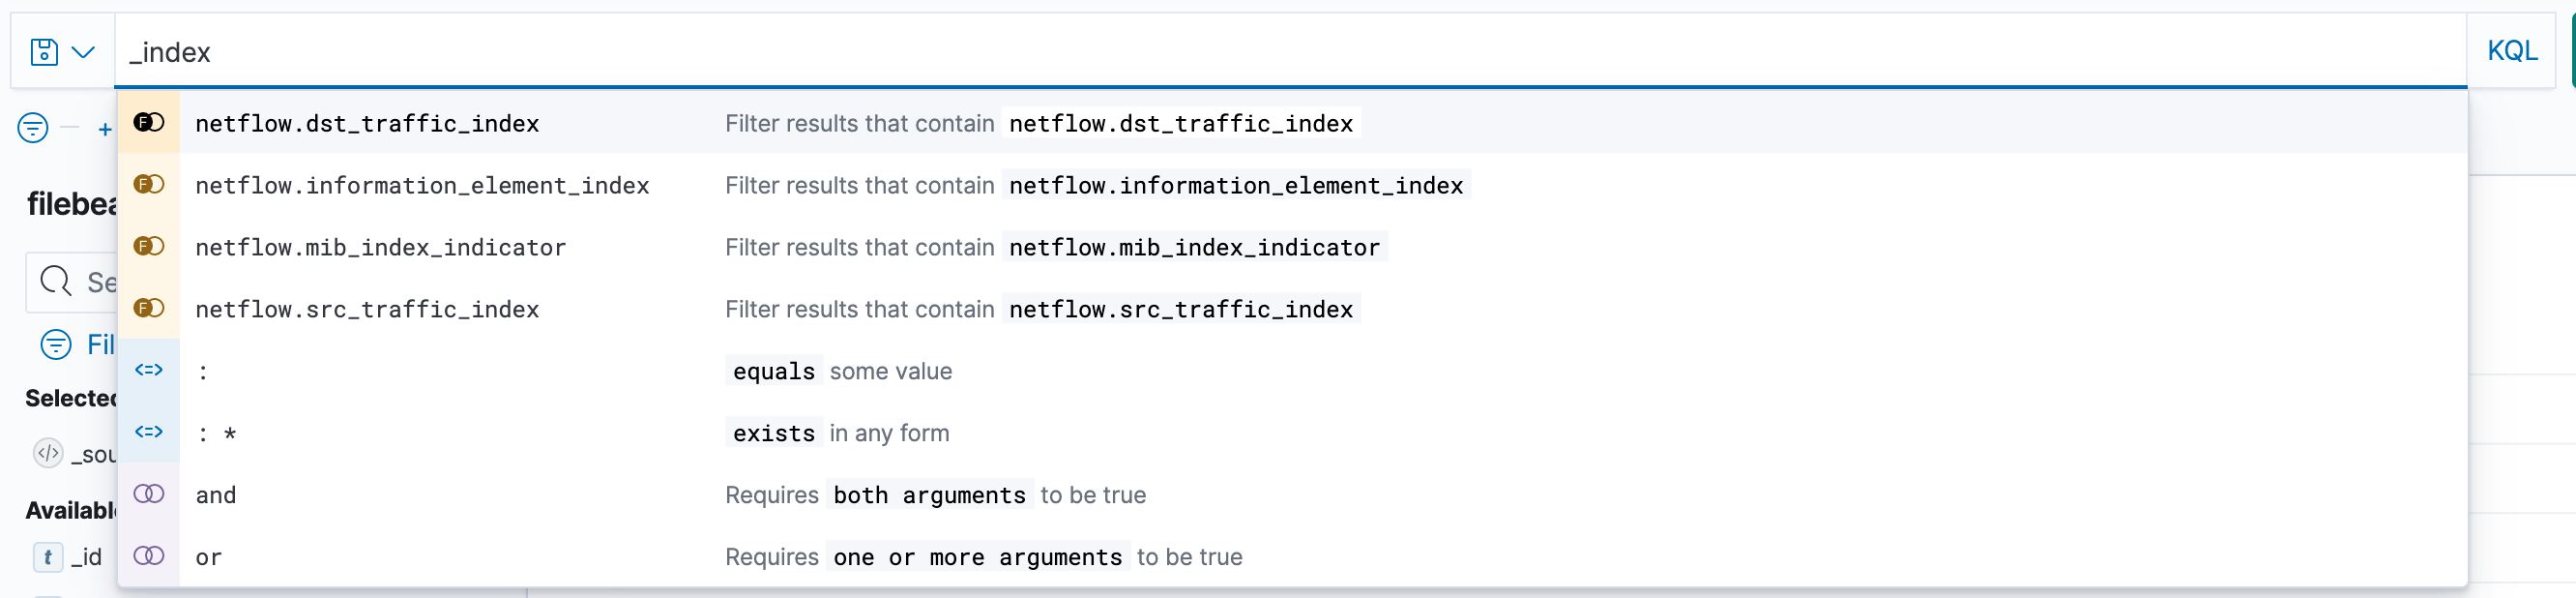 _index
KQL
netflow.dst_traffic_index Filter results that contain netflow.dst_traffic_index
netflow.information_element_index Filter results that contain netflow.information_element_index
netflow.mib_index_indicator Filter results that contain netflow.mib_index_indicator
netflow.src_traffic_index Filter results that contain netflow.src_traffic_index
: equals some value
: * exists in any form
and Requires both arguments to be true
or Requires one or more arguments to be true
+
filebea
Se
Fil
Selected
_sou
Availabl
t _id